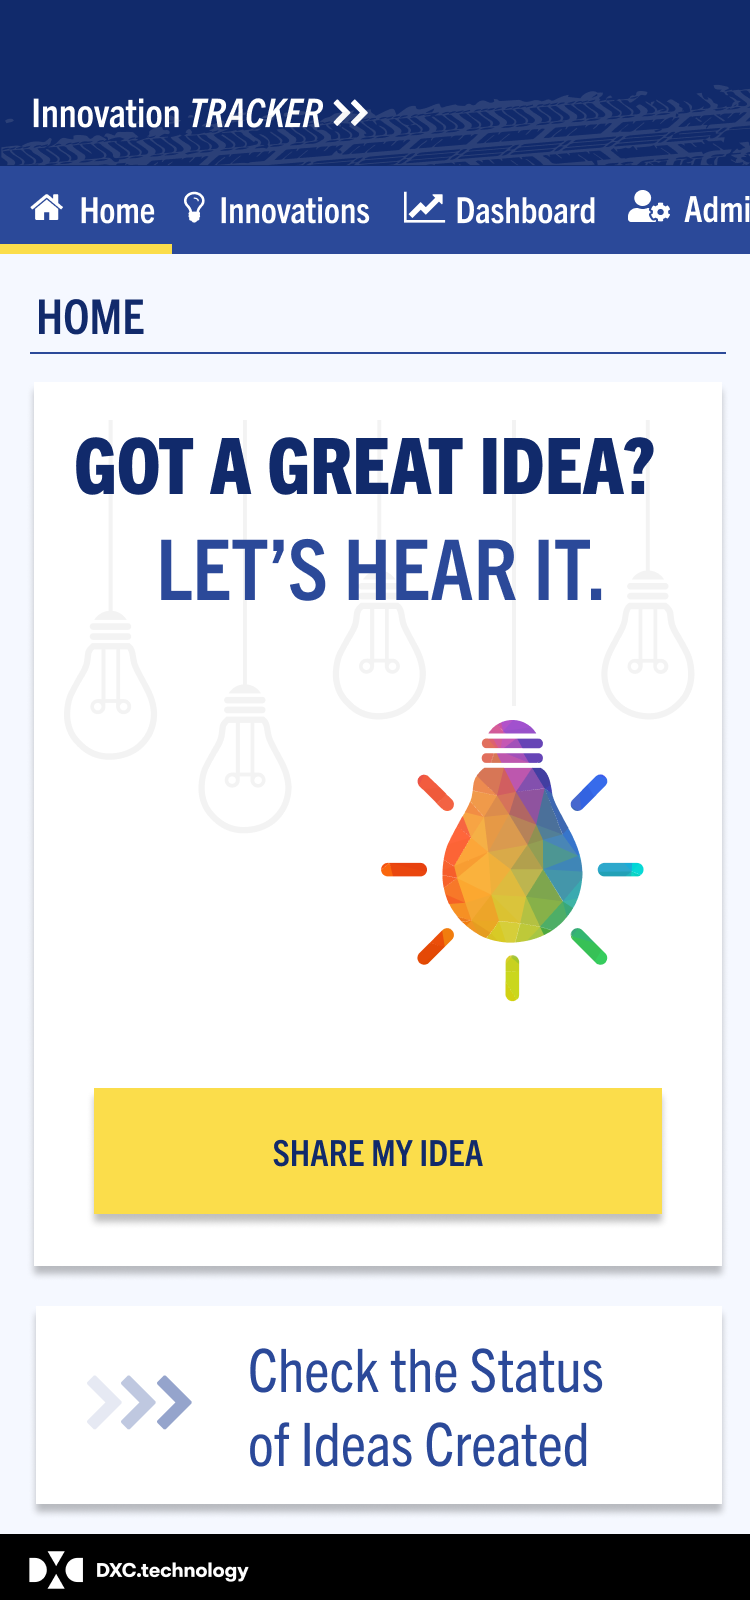 Innovation TRACKER
Home Innovations Dashboard Admi
HOME
GOT A GREAT IDEA?
LET’S HEAR IT.
SHARE MY IDEA
Check the Status
of Ideas Created
DXC.technology